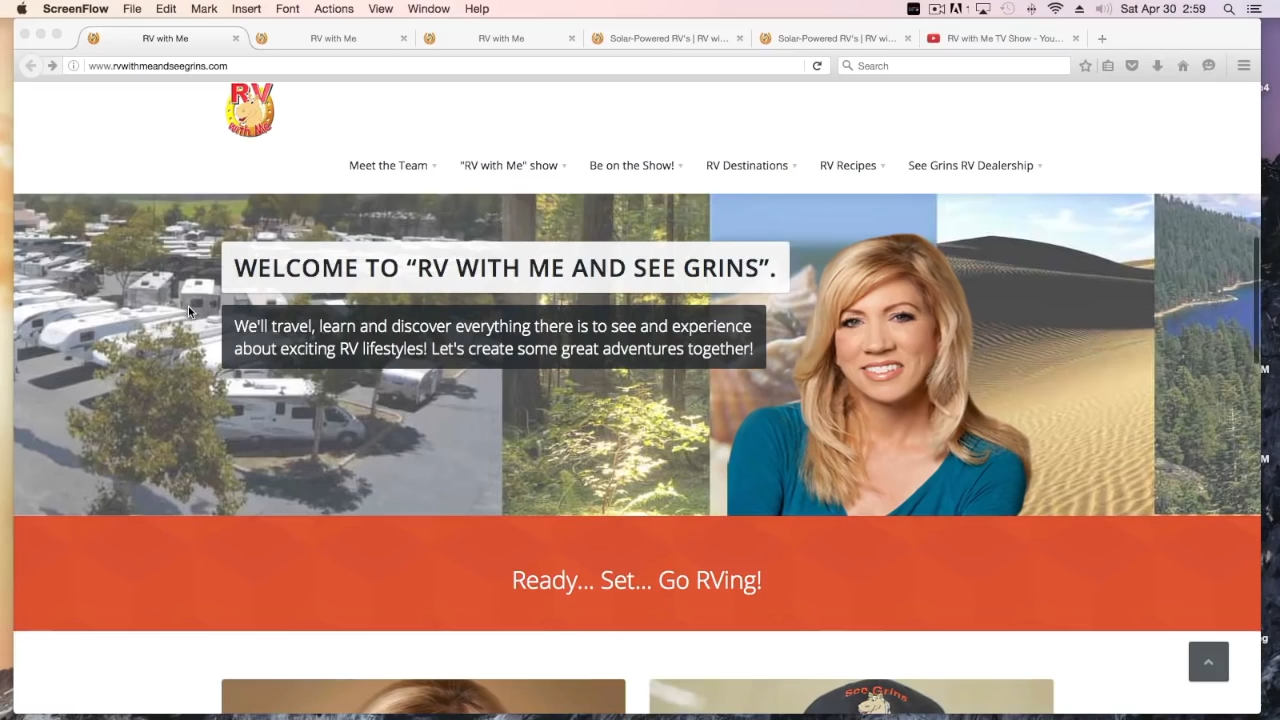 ScreenFlow File Edit Mark Insert Font Actions View Window Help 1 Sat Apr 30 2:59
RV with Me RV with Me RV with Me Solar-Powered RV's | RV wi... Solar-Powered RV's | RV wi... RV with Me TV Show - You...
www.rvwithmeandseegrins.com Search
RV
with Me
Meet the Team "RV with Me" show Be on the Show! RV Destinations RV Recipes See Grins RV Dealership
WELCOME TO “RV WITH ME AND SEE GRINS”.
We'll travel, learn and discover everything there is to see and experience
about exciting RV lifestyles! Let's create some great adventures together!
Ready... Set... Go RVing!
See Grins